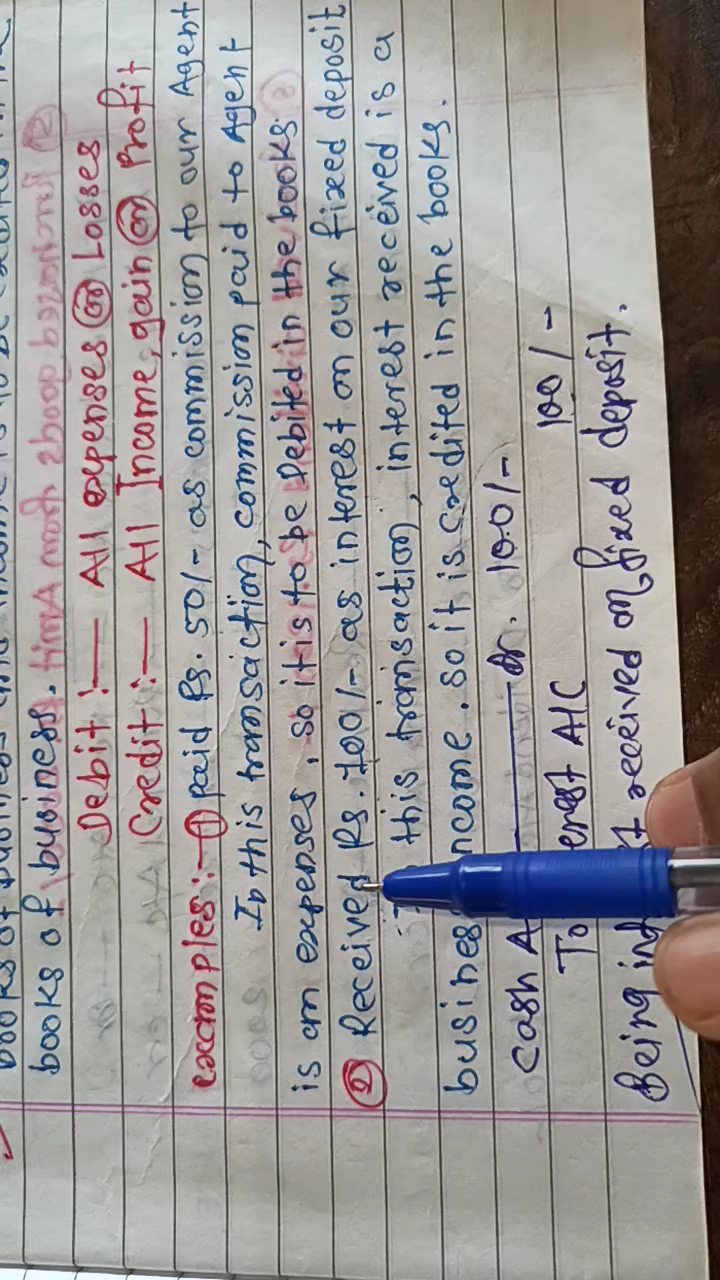 books of business.
Debit :— All expenses (or) Losses
Credit :— All Income, gain (or) Profit
examples :- ① paid Rs. 50/- as commission to our Agent
In this transaction, commission paid to Agent
is an expenses, so it is to be Debited in the books.
② Received Rs. 100/- as interest on our fixed deposit
this transaction, interest received is a
income. so it is credited in the books.
Cash A Dr. 100/-
To A/C 100/-
Being received on fixed deposit.